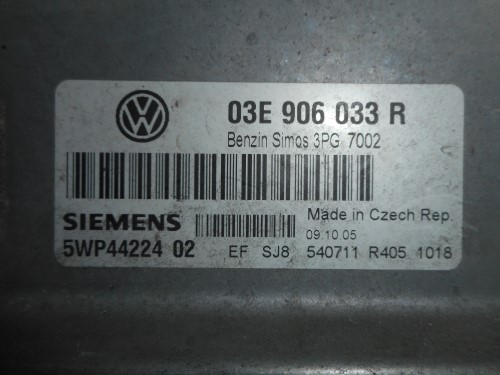 03E 906 033 R
Benzin Simos 3PG 7002
SIEMENS
Made in Czech Rep.
09.10.05
5WP44224 02 EF SJ8 540711 R405 1018